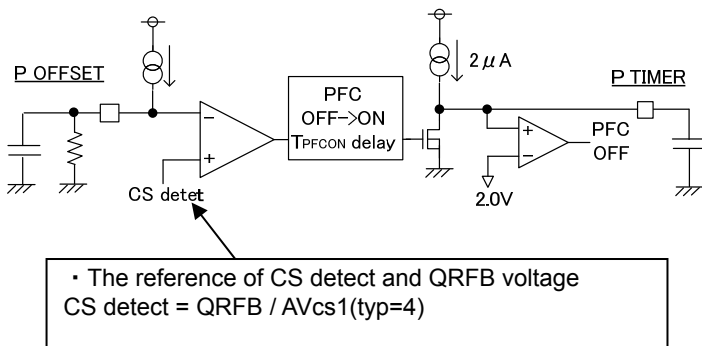 P OFFSET
2μA
P TIMER
PFC
OFF->ON
TPFCON delay
−
+
+
−
PFC
OFF
CS detet
2.0V
・The reference of CS detect and QRFB voltage
CS detect = QRFB / AVcs1(typ=4)